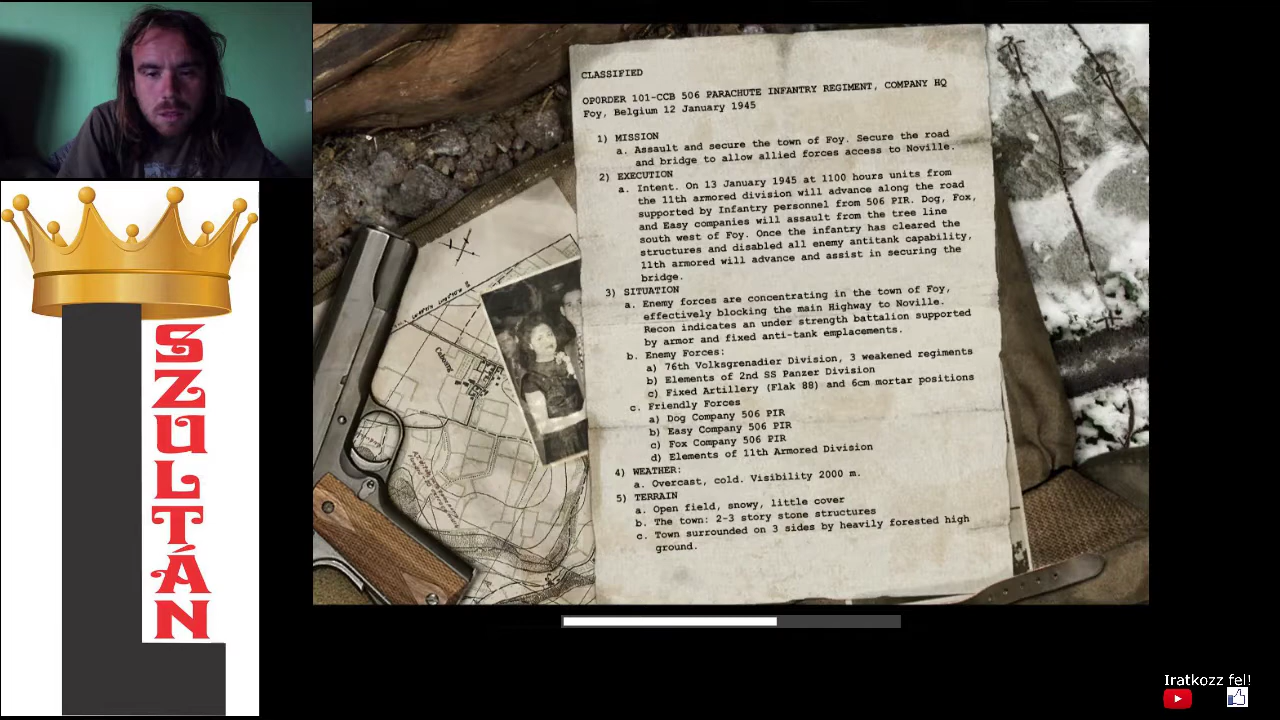 SZULTÁN
CLASSIFIED
OPORDER 101-CCB 506 PARACHUTE INFANTRY REGIMENT, COMPANY HQ
Foy, Belgium 12 January 1945
1) MISSION
a. Assault and secure the town of Foy. Secure the road
and bridge to allow allied forces access to Noville.
2) EXECUTION
a. Intent. On 13 January 1945 at 1100 hours units from
the 11th armored division will advance along the road
supported by Infantry personnel from 506 PIR. Dog, Fox,
and Easy companies will assault from the tree line
south west of Foy. Once the infantry has cleared the
structures and disabled all enemy antitank capability,
11th armored will advance and assist in securing the
bridge.
3) SITUATION
a. Enemy forces are concentrating in the town of Foy,
effectively blocking the main Highway to Noville.
Recon indicates an under strength battalion supported
by armor and fixed anti-tank emplacements.
b. Enemy Forces:
a) 76th Volksgrenadier Division, 3 weakened regiments
b) Elements of 2nd SS Panzer Division
c) Fixed Artillery (Flak 88) and 6cm mortar positions
c. Friendly Forces
a) Dog Company 506 PIR
b) Easy Company 506 PIR
c) Fox Company 506 PIR
d) Elements of 11th Armored Division
4) WEATHER:
a. Overcast, cold. Visibility 2000 m.
5) TERRAIN
a. Open field, snowy, little cover
b. The town: 2-3 story stone structures
c. Town surrounded on 3 sides by heavily forested high
ground.
Iratkozz fel!